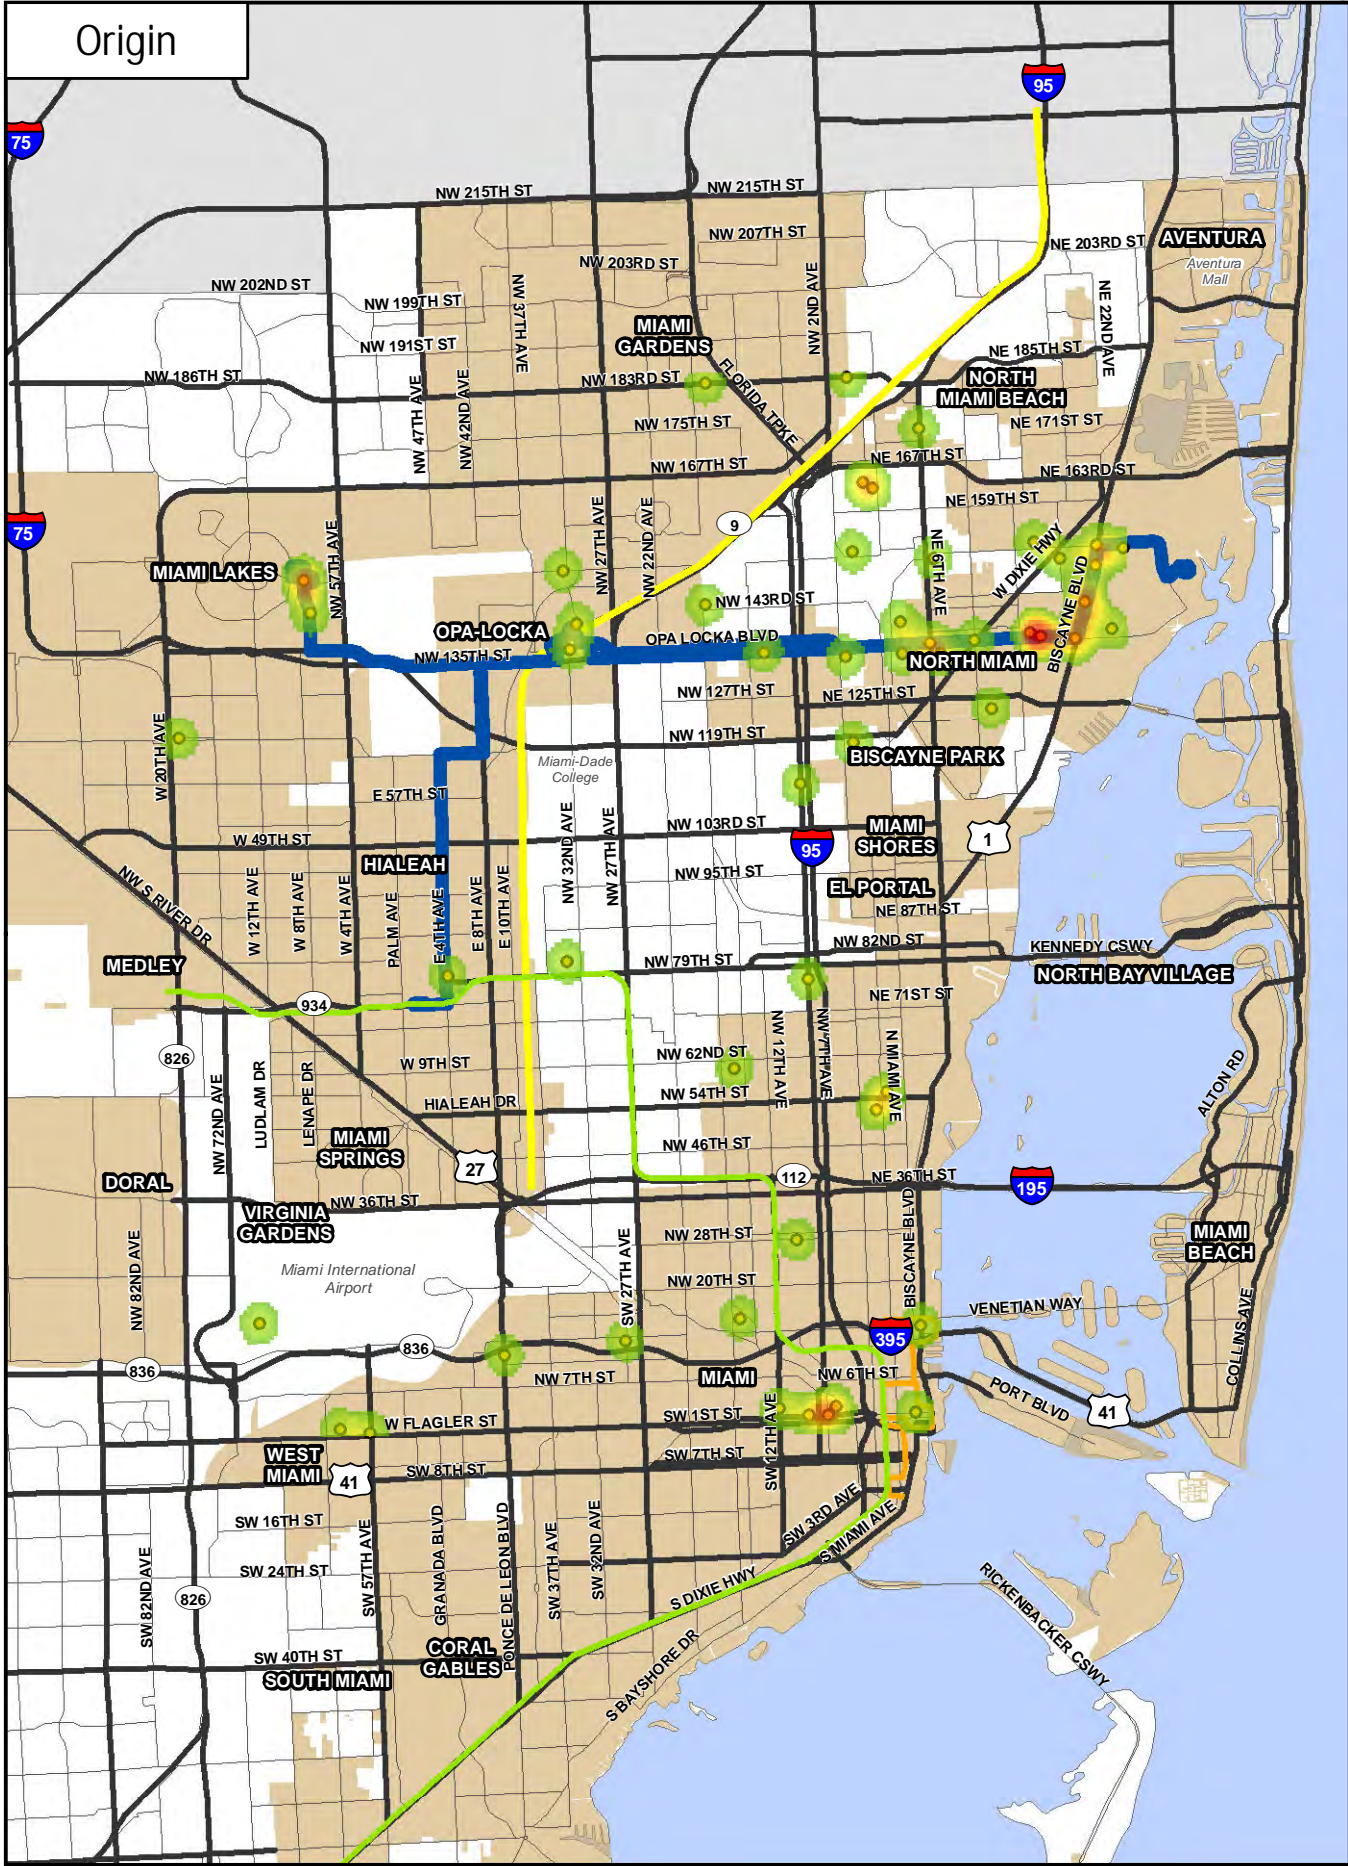 Origin
95
75
NW 215TH ST
NW 215TH ST
NW 207TH ST
NE 203RD ST
AVENTURA
Aventura
Mall
NW 203RD ST
NW 202ND ST
NW 199TH ST
NW 37TH AVE
NW 2ND AVE
NE 22ND AVE
MIAMI
GARDENS
NW 191ST ST
NE 185TH ST
NW 186TH ST
NW 183RD ST
FLORIDA TPKE
NORTH
MIAMI BEACH
NW 47TH AVE
NW 42ND AVE
NW 175TH ST
NE 171ST ST
NW 167TH ST
NE 167TH ST
NE 163RD ST
NE 159TH ST
75
9
NW 57TH AVE
NW 27TH AVE
NW 22ND AVE
NE 6TH AVE
W DIXIE HWY
MIAMI LAKES
BISCAYNE BLVD
NW 143RD ST
OPA-LOCKA
OPA LOCKA BLVD
NW 135TH ST
NORTH MIAMI
NW 127TH ST
NE 125TH ST
W 20TH AVE
NW 119TH ST
BISCAYNE PARK
Miami-Dade
College
E 57TH ST
NW 103RD ST
W 49TH ST
MIAMI
SHORES
1
95
HIALEAH
NW 32ND AVE
NW 27TH AVE
NW 95TH ST
EL PORTAL
NE 87TH ST
NW S RIVER DR
W 12TH AVE
W 8TH AVE
W 4TH AVE
PALM AVE
E 4TH AVE
E 8TH AVE
E 10TH AVE
NW 82ND ST
KENNEDY CSWY
MEDLEY
NW 79TH ST
NORTH BAY VILLAGE
NE 71ST ST
934
826
NW 12TH AVE
NW 7TH AVE
N MIAMI AVE
NW 62ND ST
W 9TH ST
NW 54TH ST
HIALEAH DR
NW 72ND AVE
LUDLAM DR
LENAPE DR
ALTON RD
MIAMI
SPRINGS
NW 46TH ST
27
112
NE 36TH ST
195
DORAL
NW 36TH ST
VIRGINIA
GARDENS
NW 28TH ST
BISCAYNE BLVD
MIAMI
BEACH
NW 82ND AVE
SW 27TH AVE
Miami International
Airport
NW 20TH ST
VENETIAN WAY
COLLINS AVE
395
836
836
NW 7TH ST
MIAMI
NW 6TH ST
PORT BLVD
41
W FLAGLER ST
SW 1ST ST
SW 12TH AVE
SW 7TH ST
WEST
MIAMI
41
SW 8TH ST
SW 16TH ST
SW 3RD AVE
S MIAMI AVE
SW 24TH ST
SW 82ND AVE
826
SW 57TH AVE
GRANADA BLVD
PONCE DE LEON BLVD
SW 37TH AVE
SW 32ND AVE
S DIXIE HWY
RICKENBACKER CSWY
S BAYSHORE DR
CORAL
GABLES
SW 40TH ST
SOUTH MIAMI